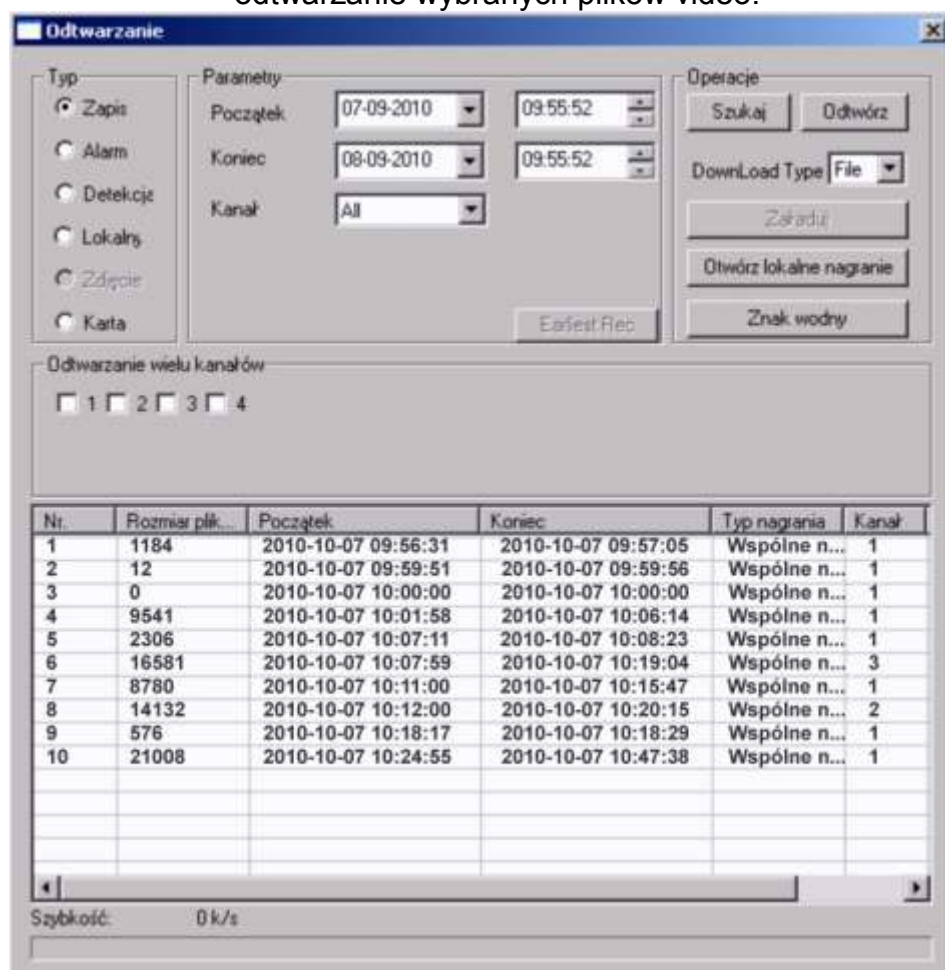 odtwarzanie wybranych plików video.
Odtwarzanie
Typ
Zapis
Alarm
Detekcja
Lokalny
Zdjęcie
Karta
Parametry
Początek 07-09-2010 09:55:52
Koniec 08-09-2010 09:55:52
Kanał All
Earliest Rec
Operacje
Szukaj Odtwórz
DownLoad Type File
Załaduj
Otwórz lokalne nagranie
Znak wodny
Odtwarzanie wielu kanałów
1 2 3 4
Nr. Rozmiar plik... Początek Koniec Typ nagrania Kanał
1 1184 2010-10-07 09:56:31 2010-10-07 09:57:05 Wspólne n... 1
2 12 2010-10-07 09:59:51 2010-10-07 09:59:56 Wspólne n... 1
3 0 2010-10-07 10:00:00 2010-10-07 10:00:00 Wspólne n... 1
4 9541 2010-10-07 10:01:58 2010-10-07 10:06:14 Wspólne n... 1
5 2306 2010-10-07 10:07:11 2010-10-07 10:08:23 Wspólne n... 1
6 16581 2010-10-07 10:07:59 2010-10-07 10:19:04 Wspólne n... 3
7 8780 2010-10-07 10:11:00 2010-10-07 10:15:47 Wspólne n... 1
8 14132 2010-10-07 10:12:00 2010-10-07 10:20:15 Wspólne n... 2
9 576 2010-10-07 10:18:17 2010-10-07 10:18:29 Wspólne n... 1
10 21008 2010-10-07 10:24:55 2010-10-07 10:47:38 Wspólne n... 1
Szybkość: 0 k/s